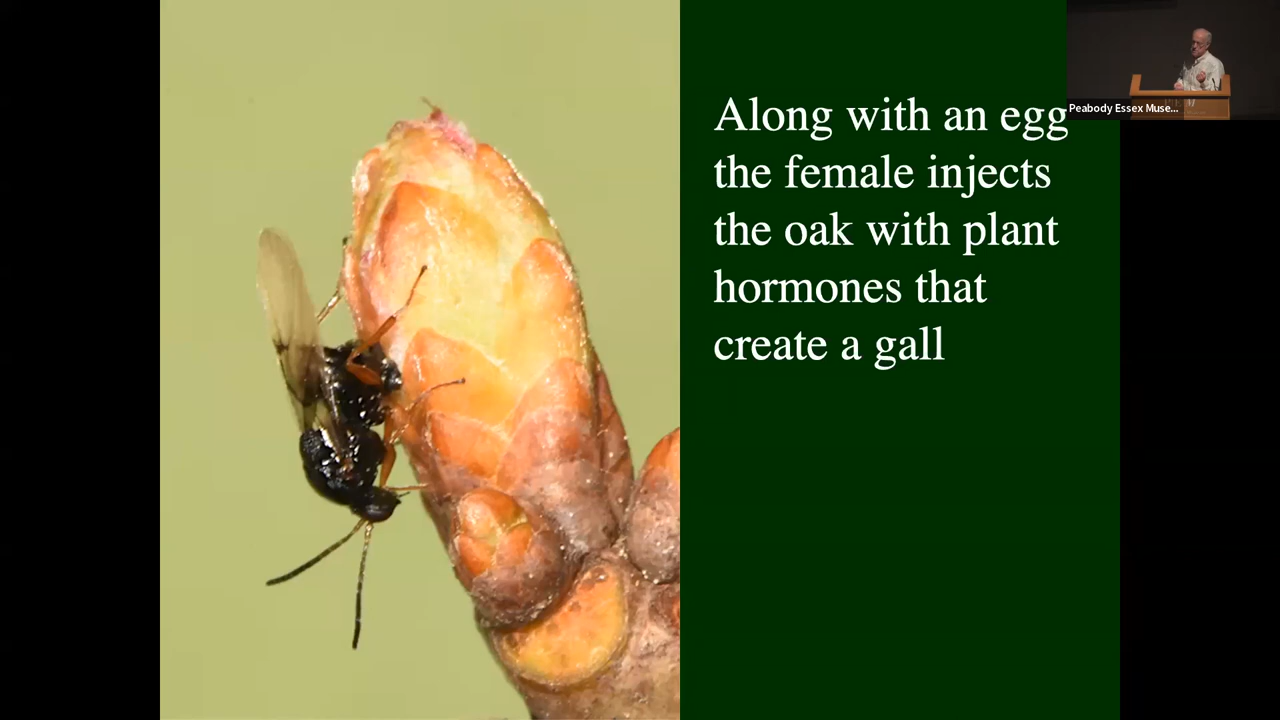 Along with an egg
the female injects
the oak with plant
hormones that
create a gall
Peabody Essex Muse...